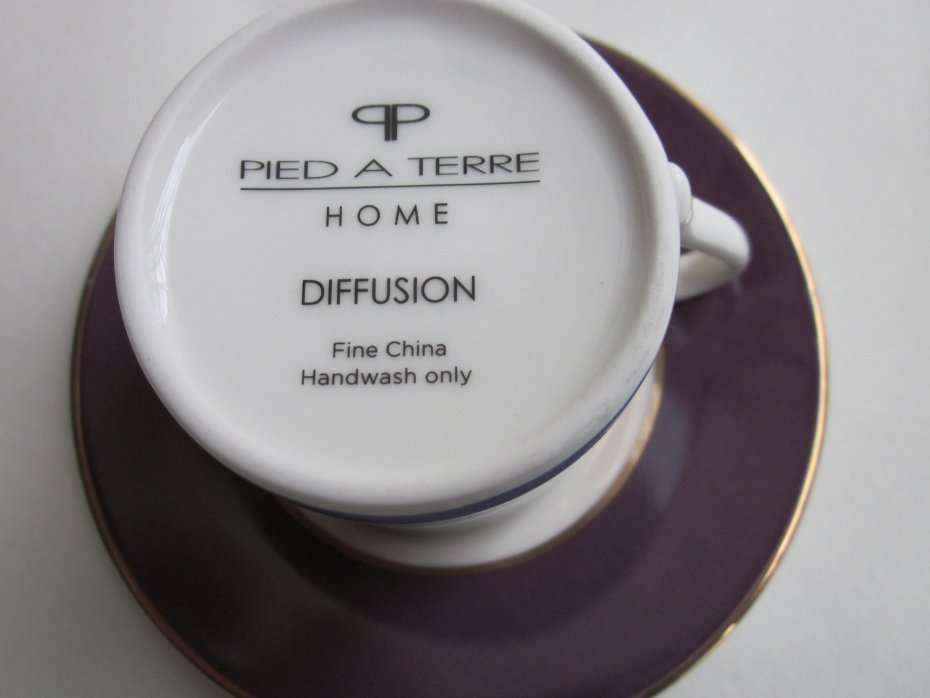 PIED A TERRE
HOME
DIFFUSION
Fine China
Handwash only